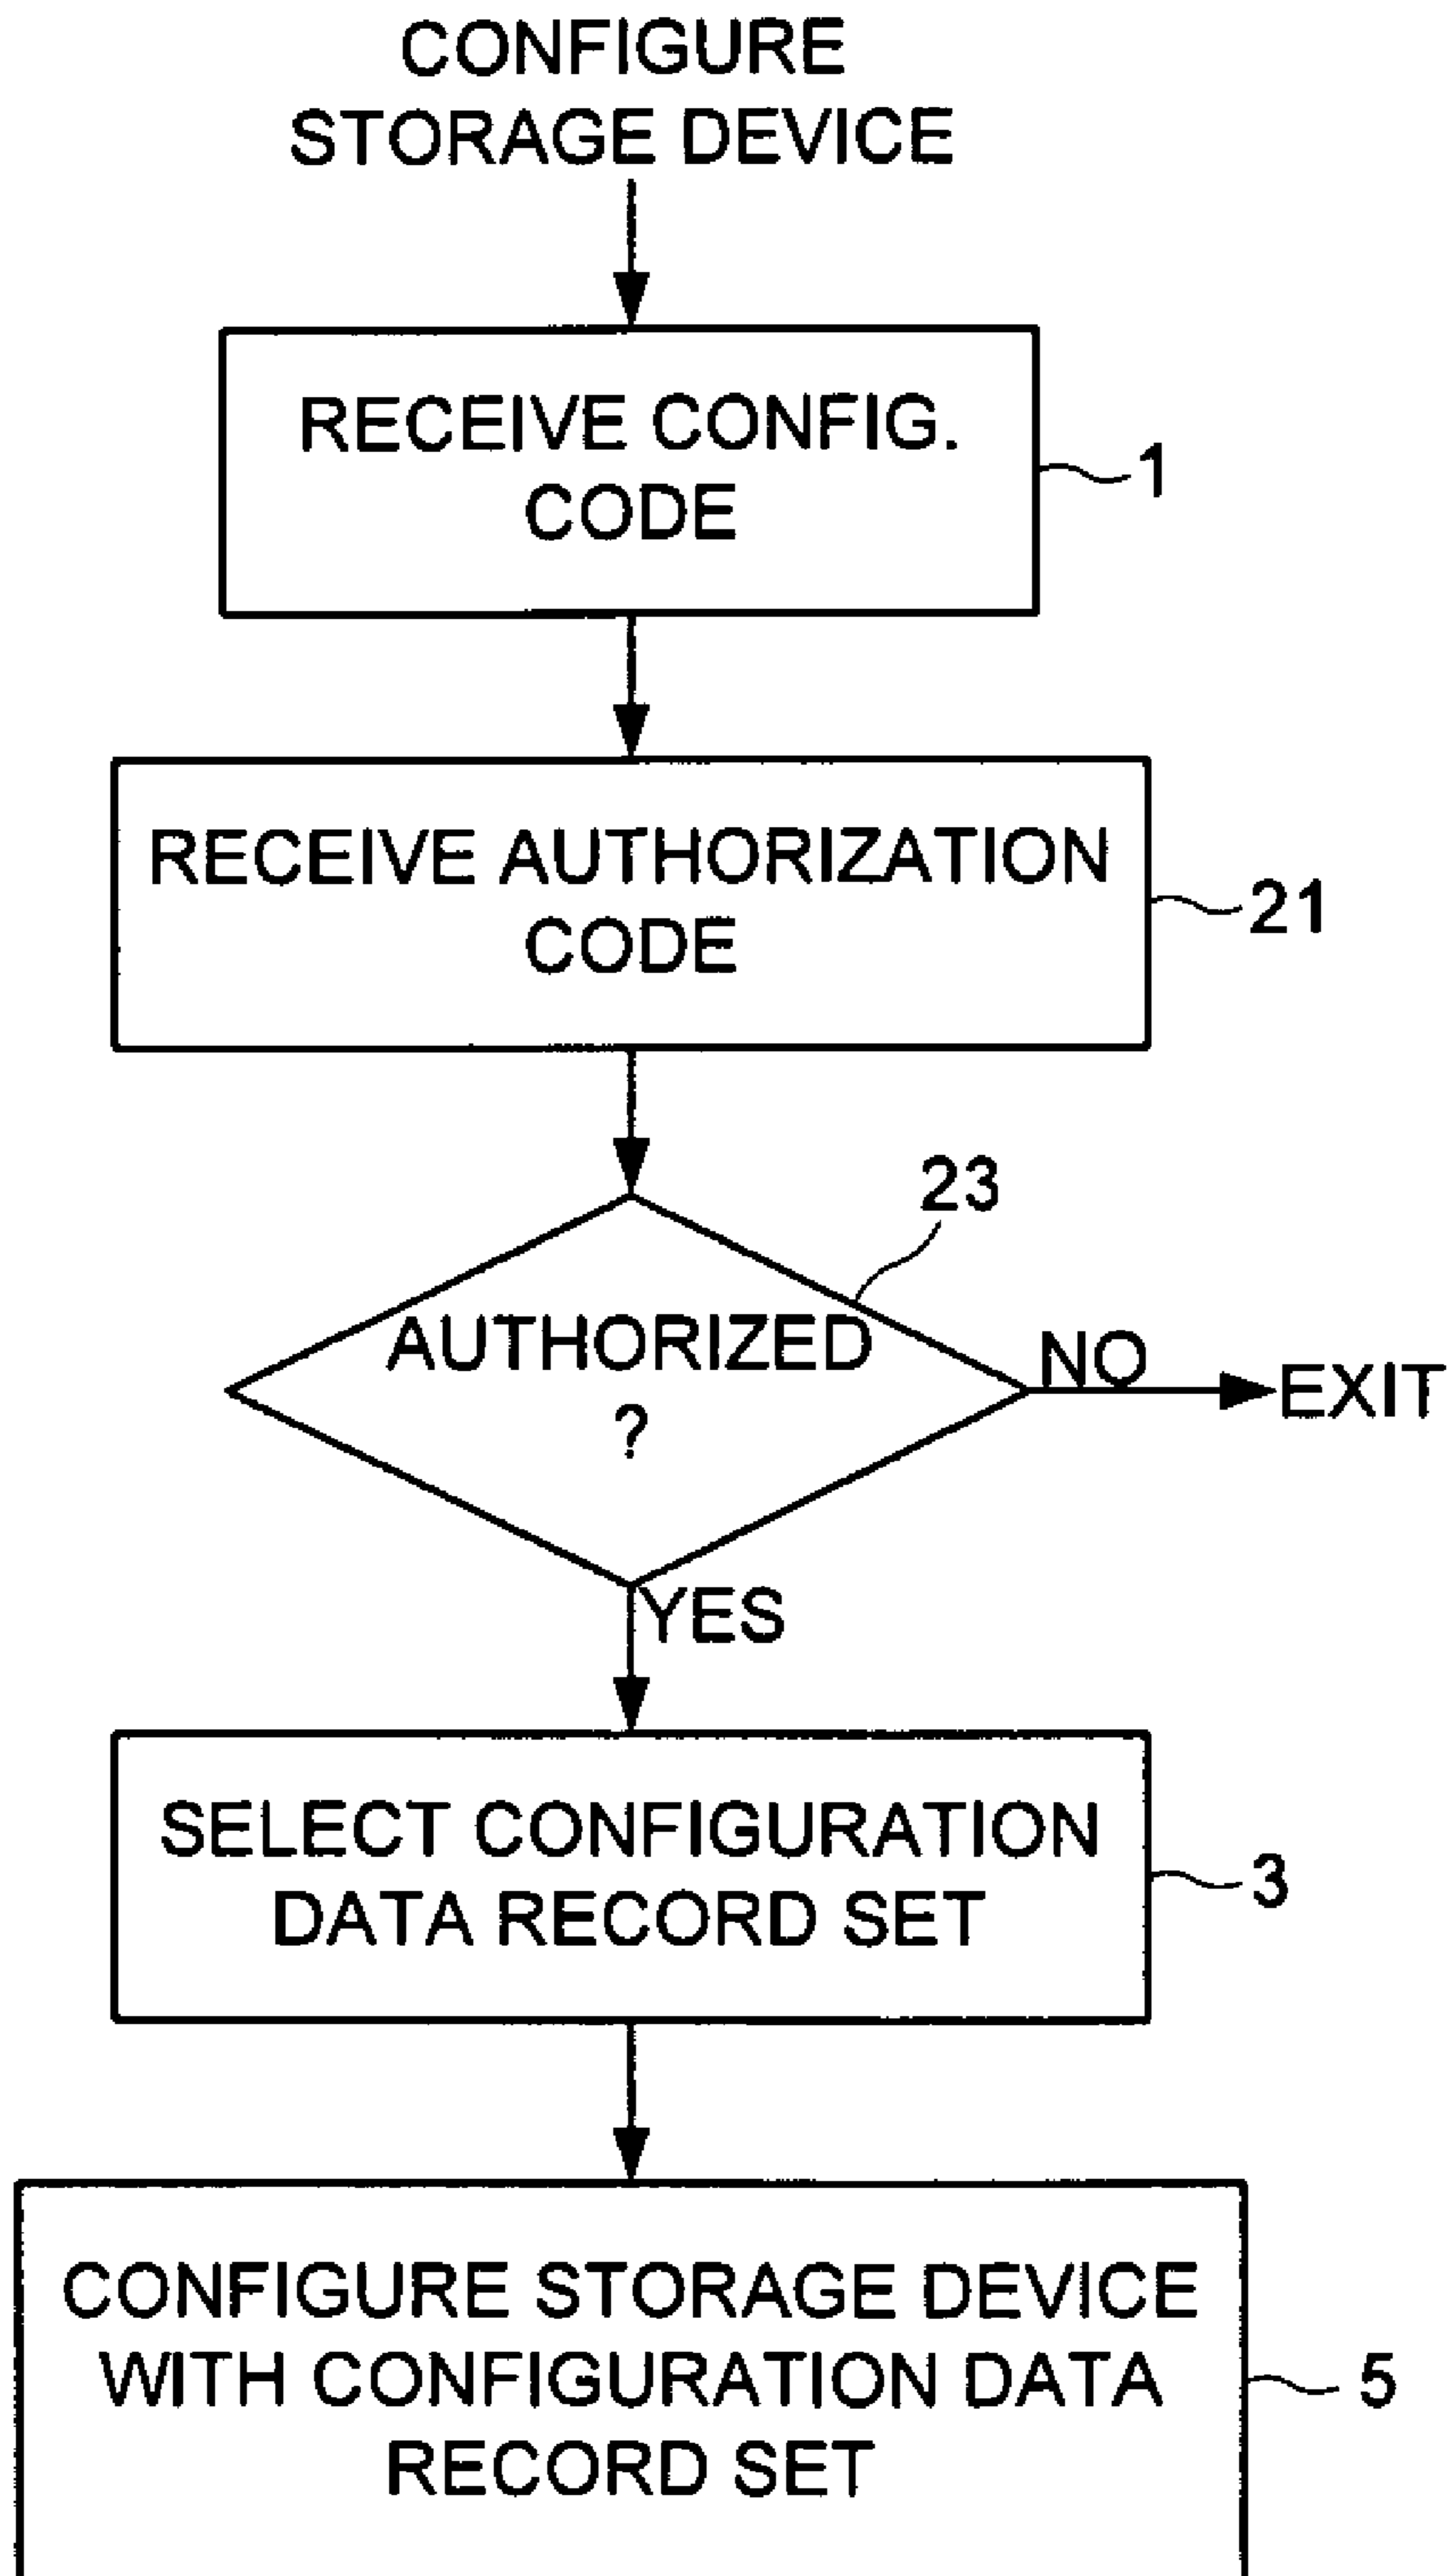 CONFIGURE
STORAGE DEVICE
RECEIVE CONFIG.
CODE
1
RECEIVE AUTHORIZATION
CODE
21
23
AUTHORIZED
?
NO
EXIT
YES
SELECT CONFIGURATION
DATA RECORD SET
3
CONFIGURE STORAGE DEVICE
WITH CONFIGURATION DATA
RECORD SET
5